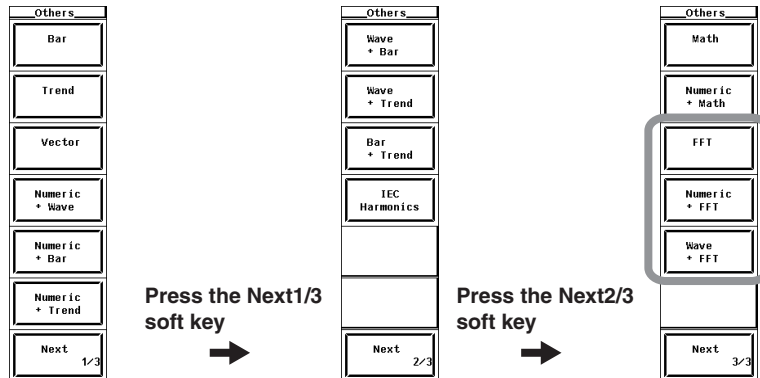 Others
Bar
Trend
Vector
Numeric
+ Wave
Numeric
+ Bar
Numeric
+ Trend
Next
1/3
Press the Next1/3
soft key
Others
Wave
+ Bar
Wave
+ Trend
Bar
+ Trend
IEC
Harmonics
Next
2/3
Press the Next2/3
soft key
Others
Math
Numeric
+ Math
FFT
Numeric
+ FFT
Wave
+ FFT
Next
3/3